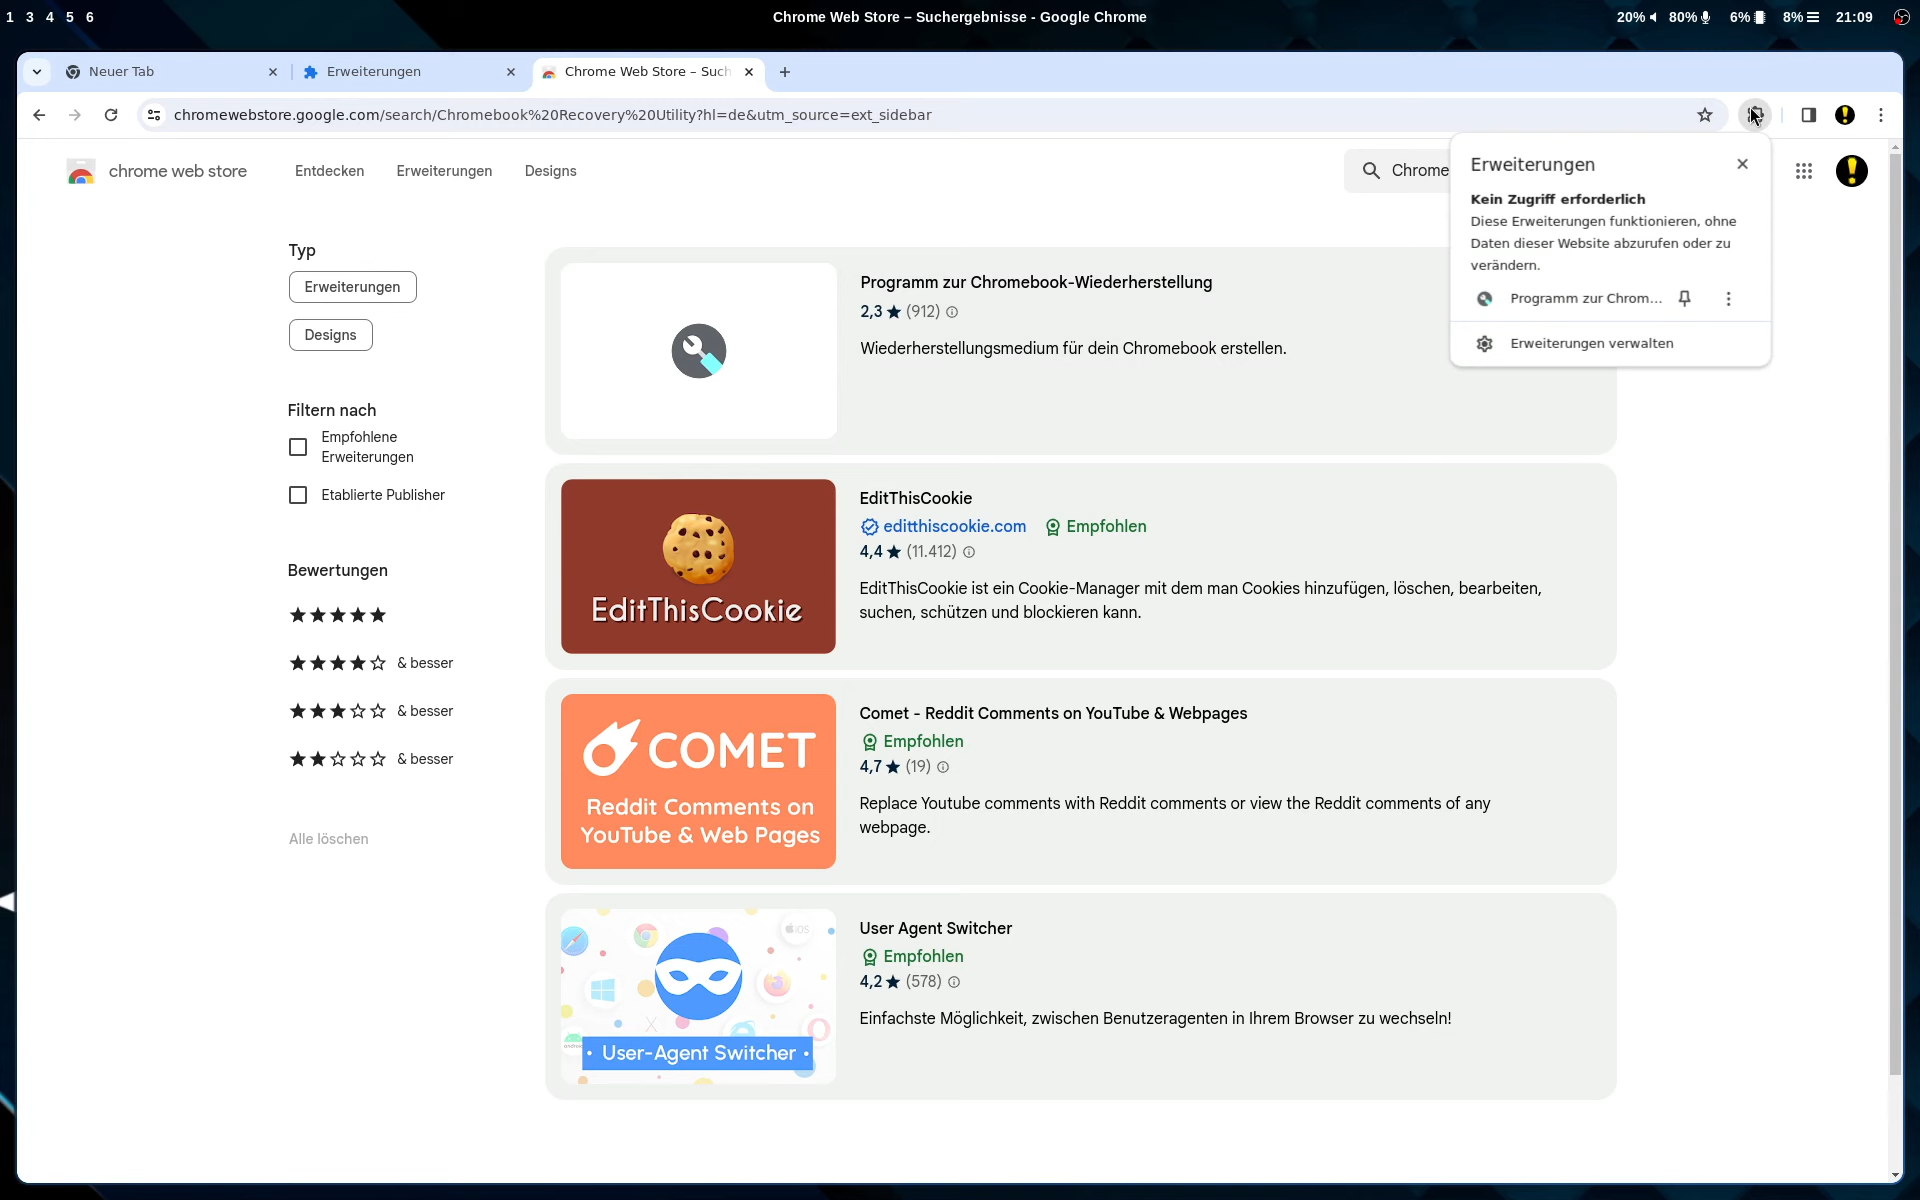 1 3 4 5 6
Chrome Web Store – Suchergebnisse - Google Chrome
20% 80% 6% 8% 21:09
Neuer Tab
Erweiterungen
Chrome Web Store – Such
chromewebstore.google.com/search/Chromebook%20Recovery%20Utility?hl=de&utm_source=ext_sidebar
chrome web store
Entdecken
Erweiterungen
Designs
Chrome
Erweiterungen
Kein Zugriff erforderlich
Diese Erweiterungen funktionieren, ohne
Daten dieser Website abzurufen oder zu
verändern.
Programm zur Chrom...
Erweiterungen verwalten
Typ
Erweiterungen
Designs
Filtern nach
Empfohlene
Erweiterungen
Etablierte Publisher
Bewertungen
& besser
& besser
& besser
Alle löschen
Programm zur Chromebook-Wiederherstellung
2,3 ★ (912)
Wiederherstellungsmedium für dein Chromebook erstellen.
EditThisCookie
EditThisCookie
editthiscookie.com Empfohlen
4,4 ★ (11.412)
EditThisCookie ist ein Cookie-Manager mit dem man Cookies hinzufügen, löschen, bearbeiten,
suchen, schützen und blockieren kann.
COMET
Reddit Comments on
YouTube & Web Pages
Comet - Reddit Comments on YouTube & Webpages
Empfohlen
4,7 ★ (19)
Replace Youtube comments with Reddit comments or view the Reddit comments of any
webpage.
iOS
• User-Agent Switcher •
User Agent Switcher
Empfohlen
4,2 ★ (578)
Einfachste Möglichkeit, zwischen Benutzeragenten in Ihrem Browser zu wechseln!